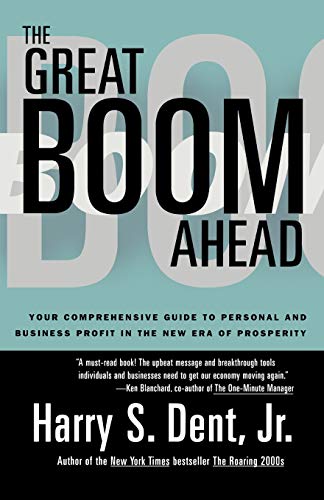 THE
GREAT
BOOM
AHEAD
YOUR COMPREHENSIVE GUIDE TO PERSONAL AND
BUSINESS PROFIT IN THE NEW ERA OF PROSPERITY
"A must-read book! The upbeat message and breakthrough tools
individuals and businesses need to get our economy moving again."
—Ken Blanchard, co-author of The One-Minute Manager
Harry S. Dent, Jr.
Author of the New York Times bestseller The Roaring 2000s